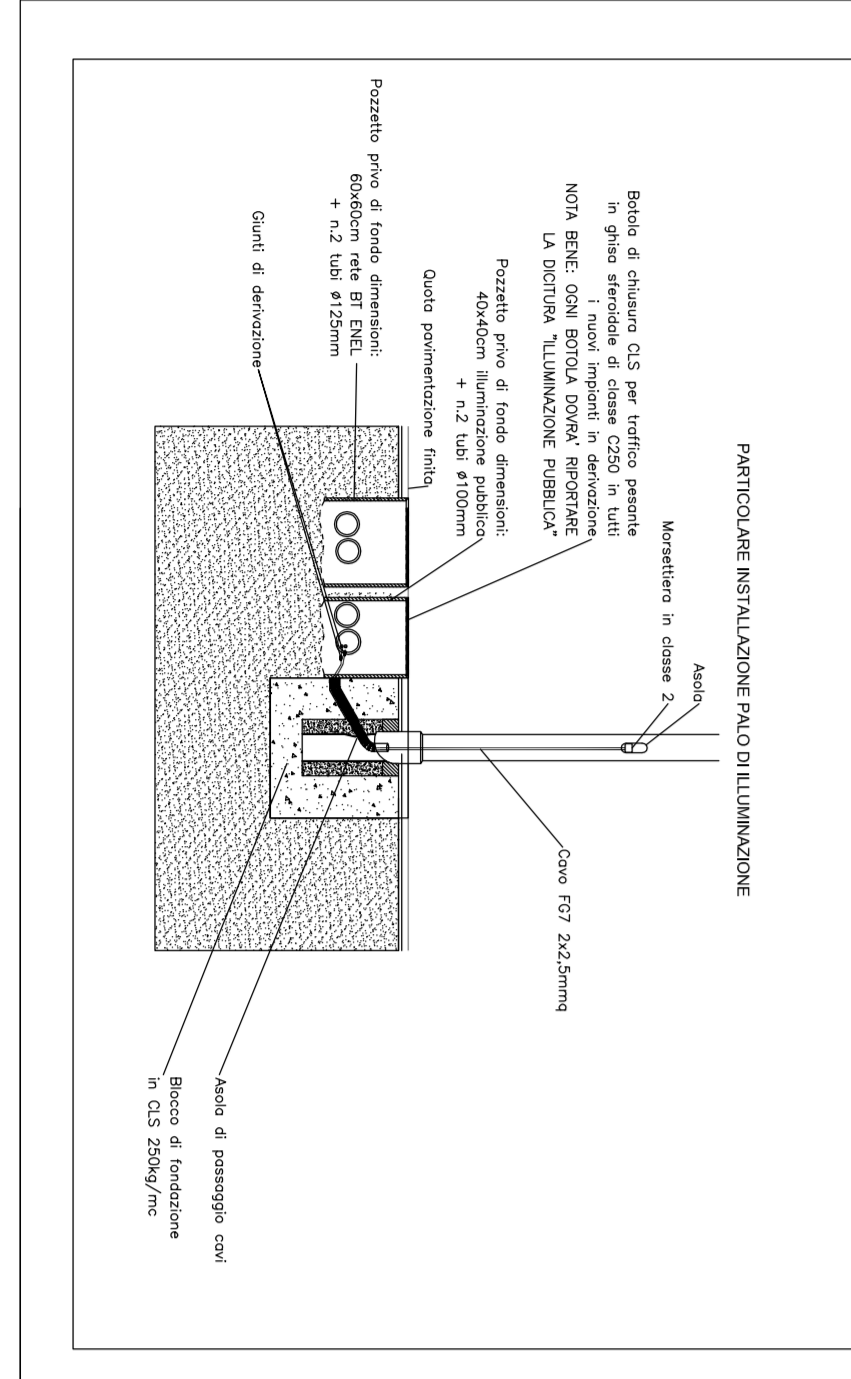 PARTICOLARE INSTALLAZIONE PALO DI ILLUMINAZIONE
Asola
Morsettiera in classe 2
Botola di chiusura CLS per traffico pesante
in ghisa sferoidale di classe C250 in tutti
i nuovi impianti in derivazione
NOTA BENE: OGNI BOTOLA DOVRA' RIPORTARE
LA DICITURA "ILLUMINAZIONE PUBBLICA"
Cavo FG7 2x2,5mmq
Pozzetto privo di fondo dimensioni:
40x40cm illuminazione pubblica
+ n.2 tubi ø100mm
Quota pavimentazione finita
Pozzetto privo di fondo dimensioni:
60x60cm rete BT ENEL
+ n.2 tubi ø125mm
Giunti di derivazione
Asola di passaggio cavi
Blocco di fondazione
in CLS 250kg/mc